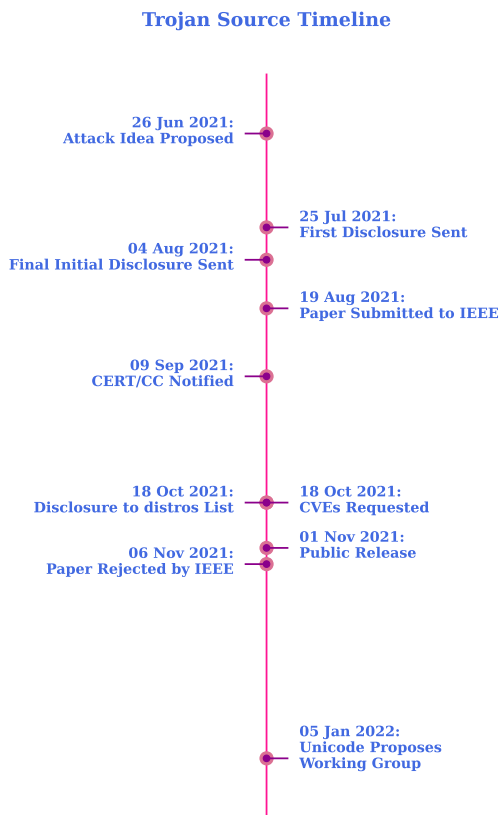 Trojan Source Timeline
26 Jun 2021:
Attack Idea Proposed
25 Jul 2021:
First Disclosure Sent
04 Aug 2021:
Final Initial Disclosure Sent
19 Aug 2021:
Paper Submitted to IEEE
09 Sep 2021:
CERT/CC Notified
18 Oct 2021:
Disclosure to distros List
18 Oct 2021:
CVEs Requested
01 Nov 2021:
Public Release
06 Nov 2021:
Paper Rejected by IEEE
05 Jan 2022:
Unicode Proposes
Working Group